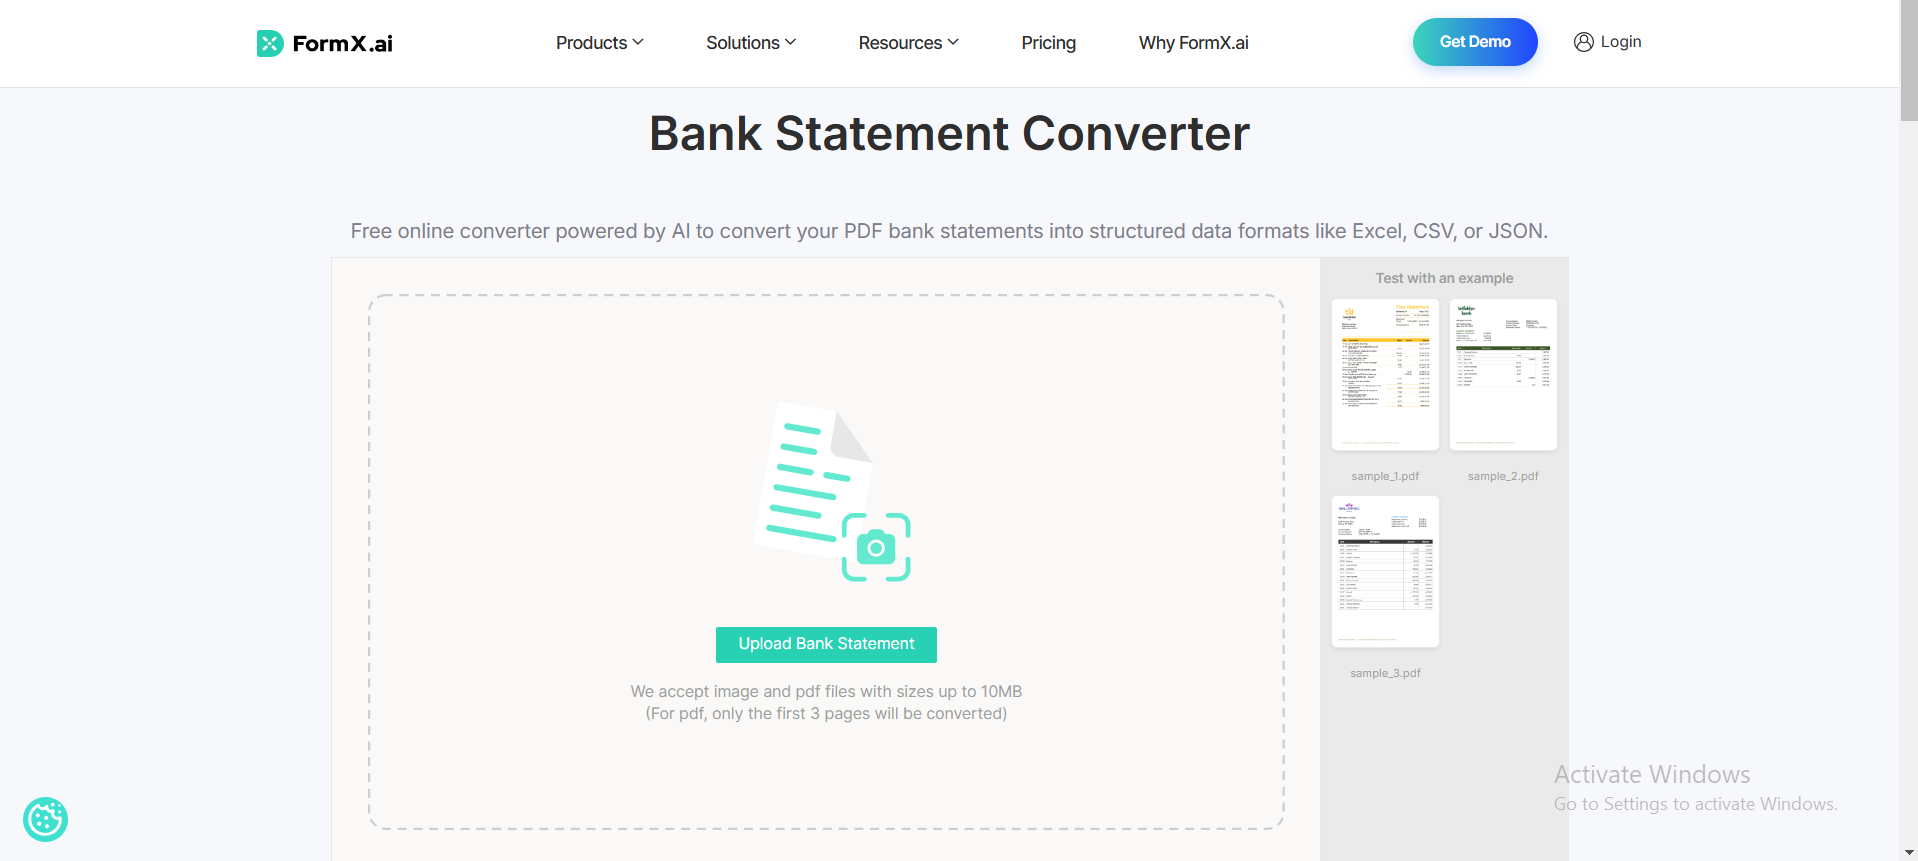 FormX.ai
Products
Solutions
Resources
Pricing
Why FormX.ai
Get Demo
Login
Bank Statement Converter
Free online converter powered by AI to convert your PDF bank statements into structured data formats like Excel, CSV, or JSON.
Test with an example
sample_1.pdf
sample_2.pdf
sample_3.pdf
Upload Bank Statement
We accept image and pdf files with sizes up to 10MB
(For pdf, only the first 3 pages will be converted)
Activate Windows
Go to Settings to activate Windows.